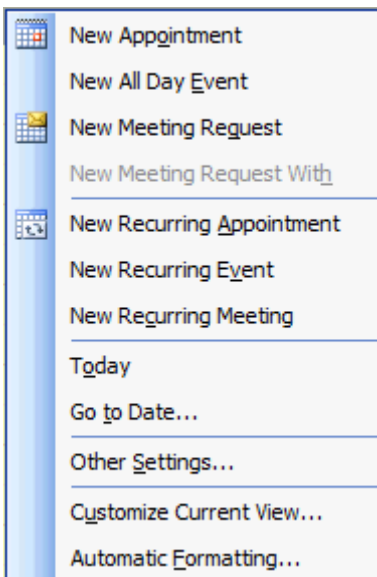 New Appointment
New All Day Event
New Meeting Request
New Meeting Request With
New Recurring Appointment
New Recurring Event
New Recurring Meeting
Today
Go to Date...
Other Settings...
Customize Current View...
Automatic Formatting...